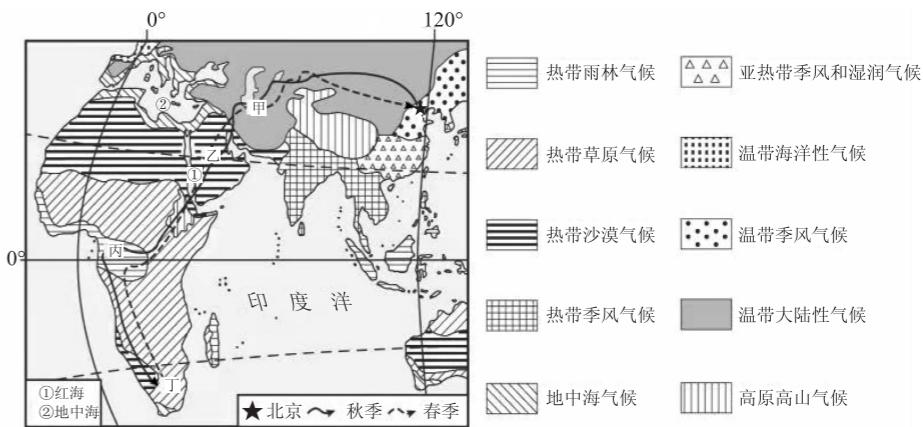 0°
120°
甲
②
乙
①
丙
0°
印度洋
丁
①红海
②地中海
北京
秋季
春季
热带雨林气候
亚热带季风和湿润气候
热带草原气候
温带海洋性气候
热带沙漠气候
温带季风气候
热带季风气候
温带大陆性气候
地中海气候
高原高山气候